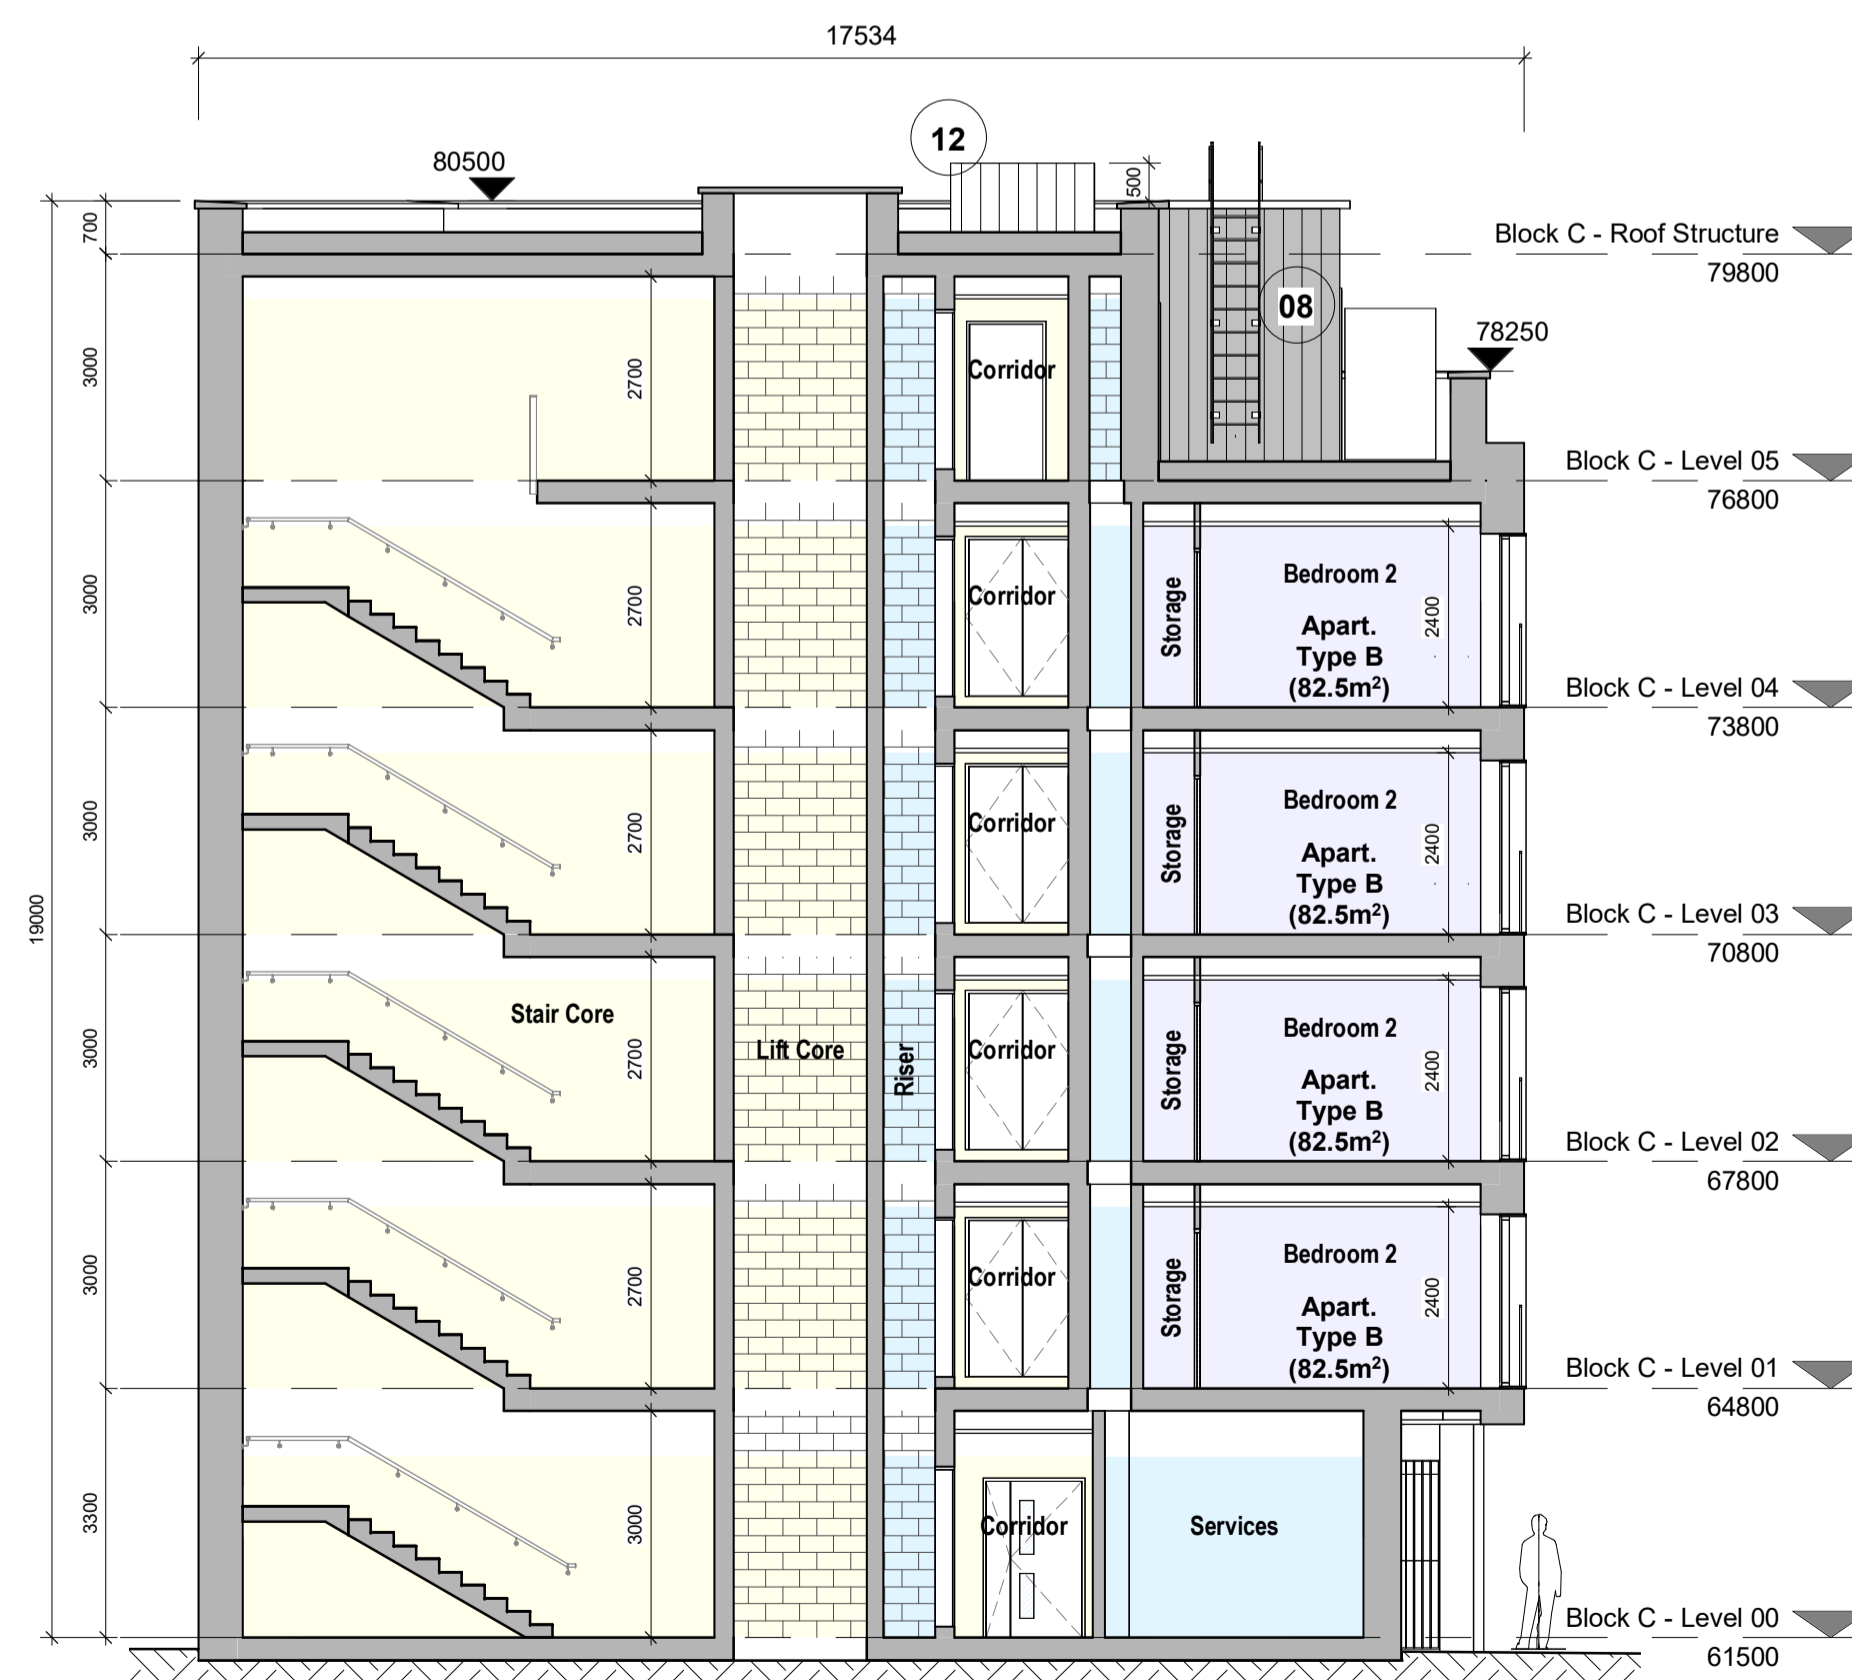 17534
12
80500
500
700
Block C - Roof Structure
79800
08
78250
3000
2700
Corridor
Block C - Level 05
76800
3000
2700
Corridor
Storage
Bedroom 2
Apart.
Type B
(82.5m²)
2400
Block C - Level 04
73800
3000
2700
Corridor
Storage
Bedroom 2
Apart.
Type B
(82.5m²)
2400
Block C - Level 03
70800
19000
3000
Stair Core
2700
Lift Core
Riser
Corridor
Storage
Bedroom 2
Apart.
Type B
(82.5m²)
2400
Block C - Level 02
67800
3000
2700
Corridor
Storage
Bedroom 2
Apart.
Type B
(82.5m²)
2400
Block C - Level 01
64800
3300
3000
Corridor
Services
Block C - Level 00
61500